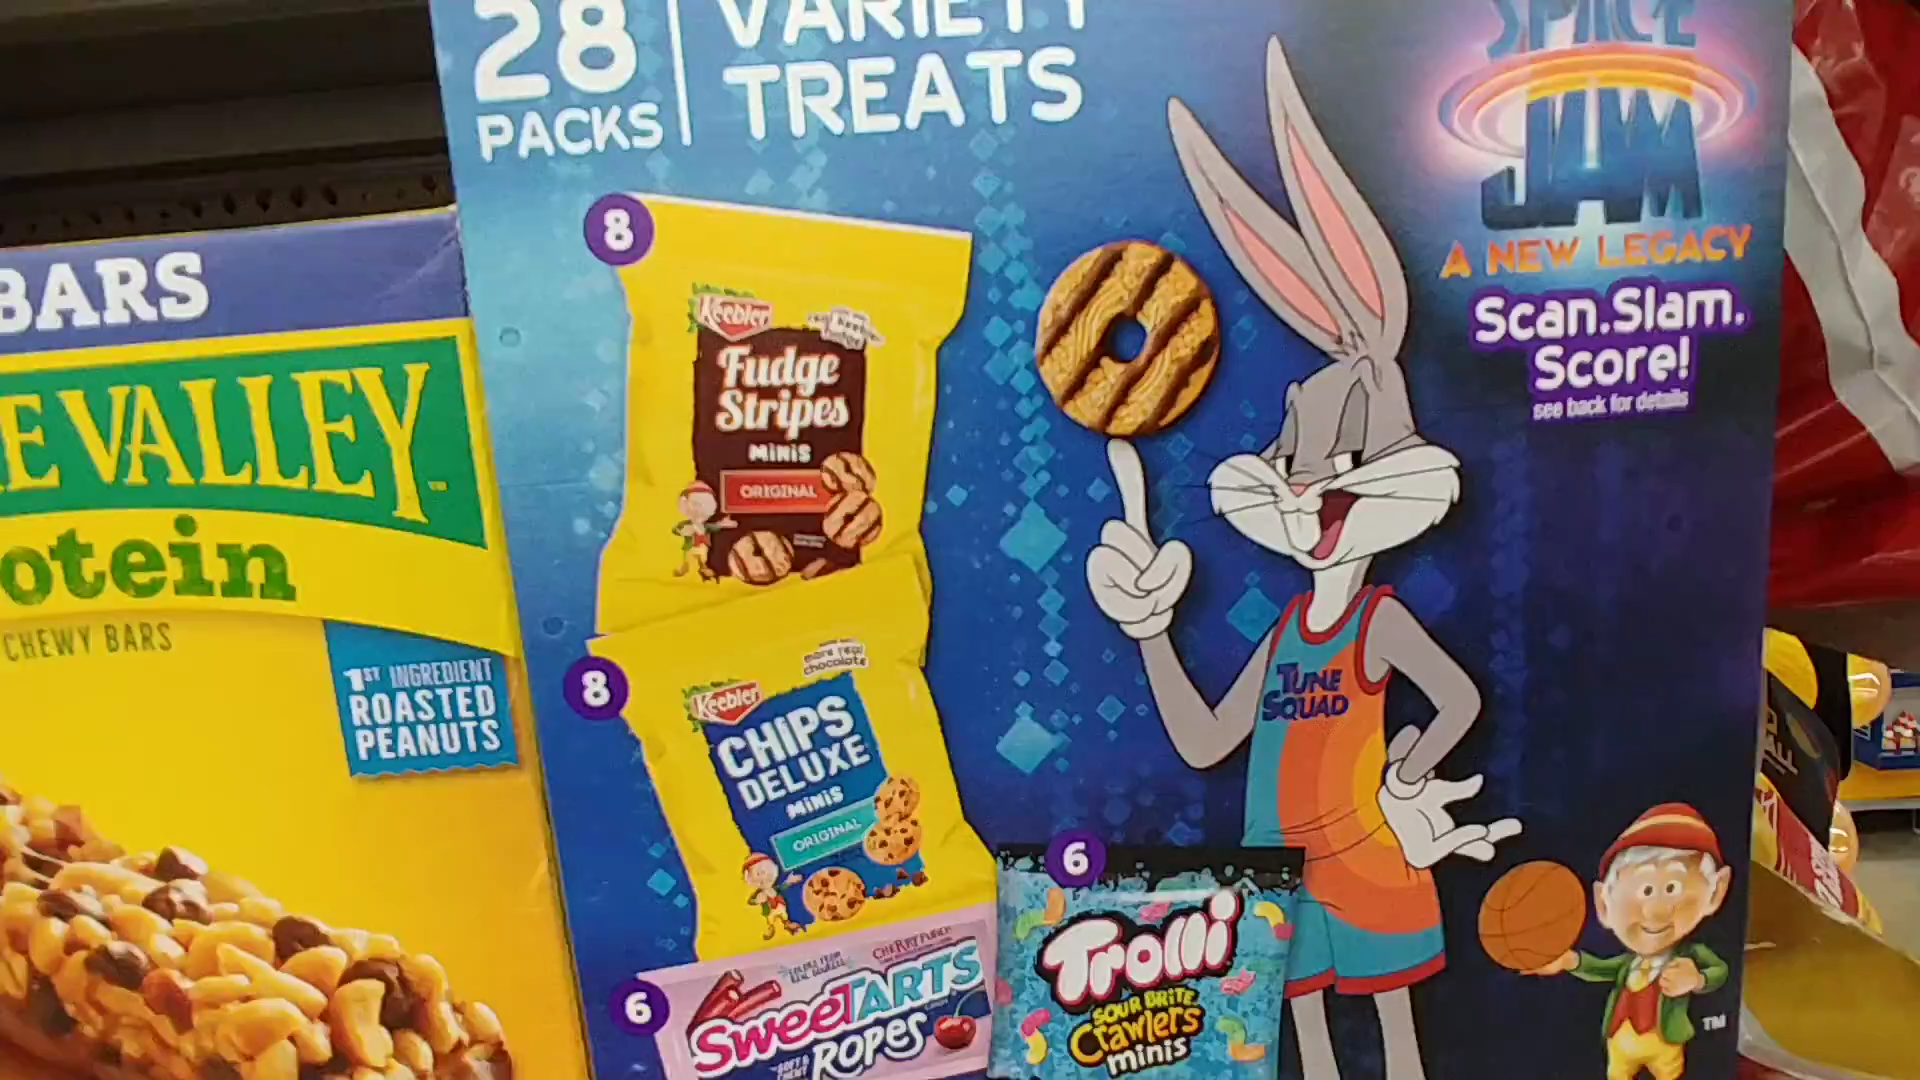 28
PACKS
VARIETY
TREATS
SPACE
JAM
A NEW LEGACY
Scan.Slam.
Score!
see back for details
8
Keebler
Fudge
Stripes
MINIS
ORIGINAL
8
more real
chocolate
Keebler
CHIPS
DELUXE
MINIS
ORIGINAL
6
CHERRY PUNCH
SWEETARTS
ROPES
SOFT &
6
Trolli
SOUR BRITE
Crawlers
minis
TUNE
SQUAD
TM
BARS
E VALLEY
otein
CHEWY BARS
1ST INGREDIENT
ROASTED
PEANUTS